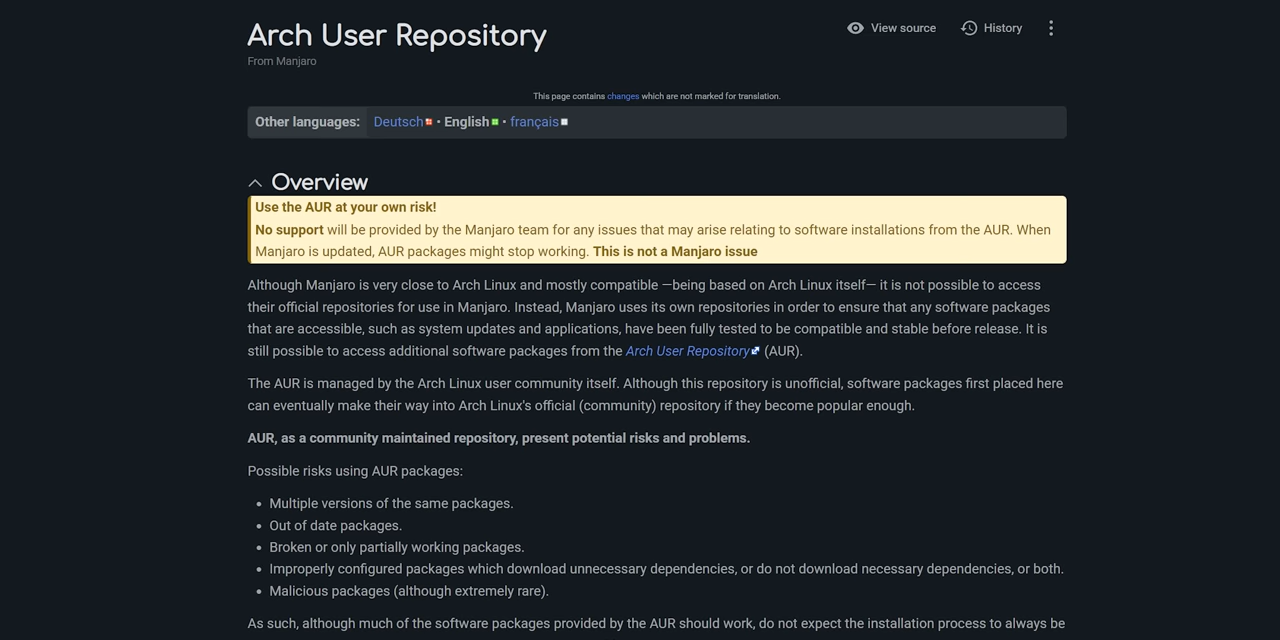 Arch User Repository
View source
History
From Manjaro
This page contains changes which are not marked for translation.
Other languages: Deutsch • English • français
Overview
Use the AUR at your own risk!
No support will be provided by the Manjaro team for any issues that may arise relating to software installations from the AUR. When
Manjaro is updated, AUR packages might stop working. This is not a Manjaro issue
Although Manjaro is very close to Arch Linux and mostly compatible —being based on Arch Linux itself— it is not possible to access
their official repositories for use in Manjaro. Instead, Manjaro uses its own repositories in order to ensure that any software packages
that are accessible, such as system updates and applications, have been fully tested to be compatible and stable before release. It is
still possible to access additional software packages from the Arch User Repository (AUR).
The AUR is managed by the Arch Linux user community itself. Although this repository is unofficial, software packages first placed here
can eventually make their way into Arch Linux's official (community) repository if they become popular enough.
AUR, as a community maintained repository, present potential risks and problems.
Possible risks using AUR packages:
• Multiple versions of the same packages.
• Out of date packages.
• Broken or only partially working packages.
• Improperly configured packages which download unnecessary dependencies, or do not download necessary dependencies, or both.
• Malicious packages (although extremely rare).
As such, although much of the software packages provided by the AUR should work, do not expect the installation process to always be